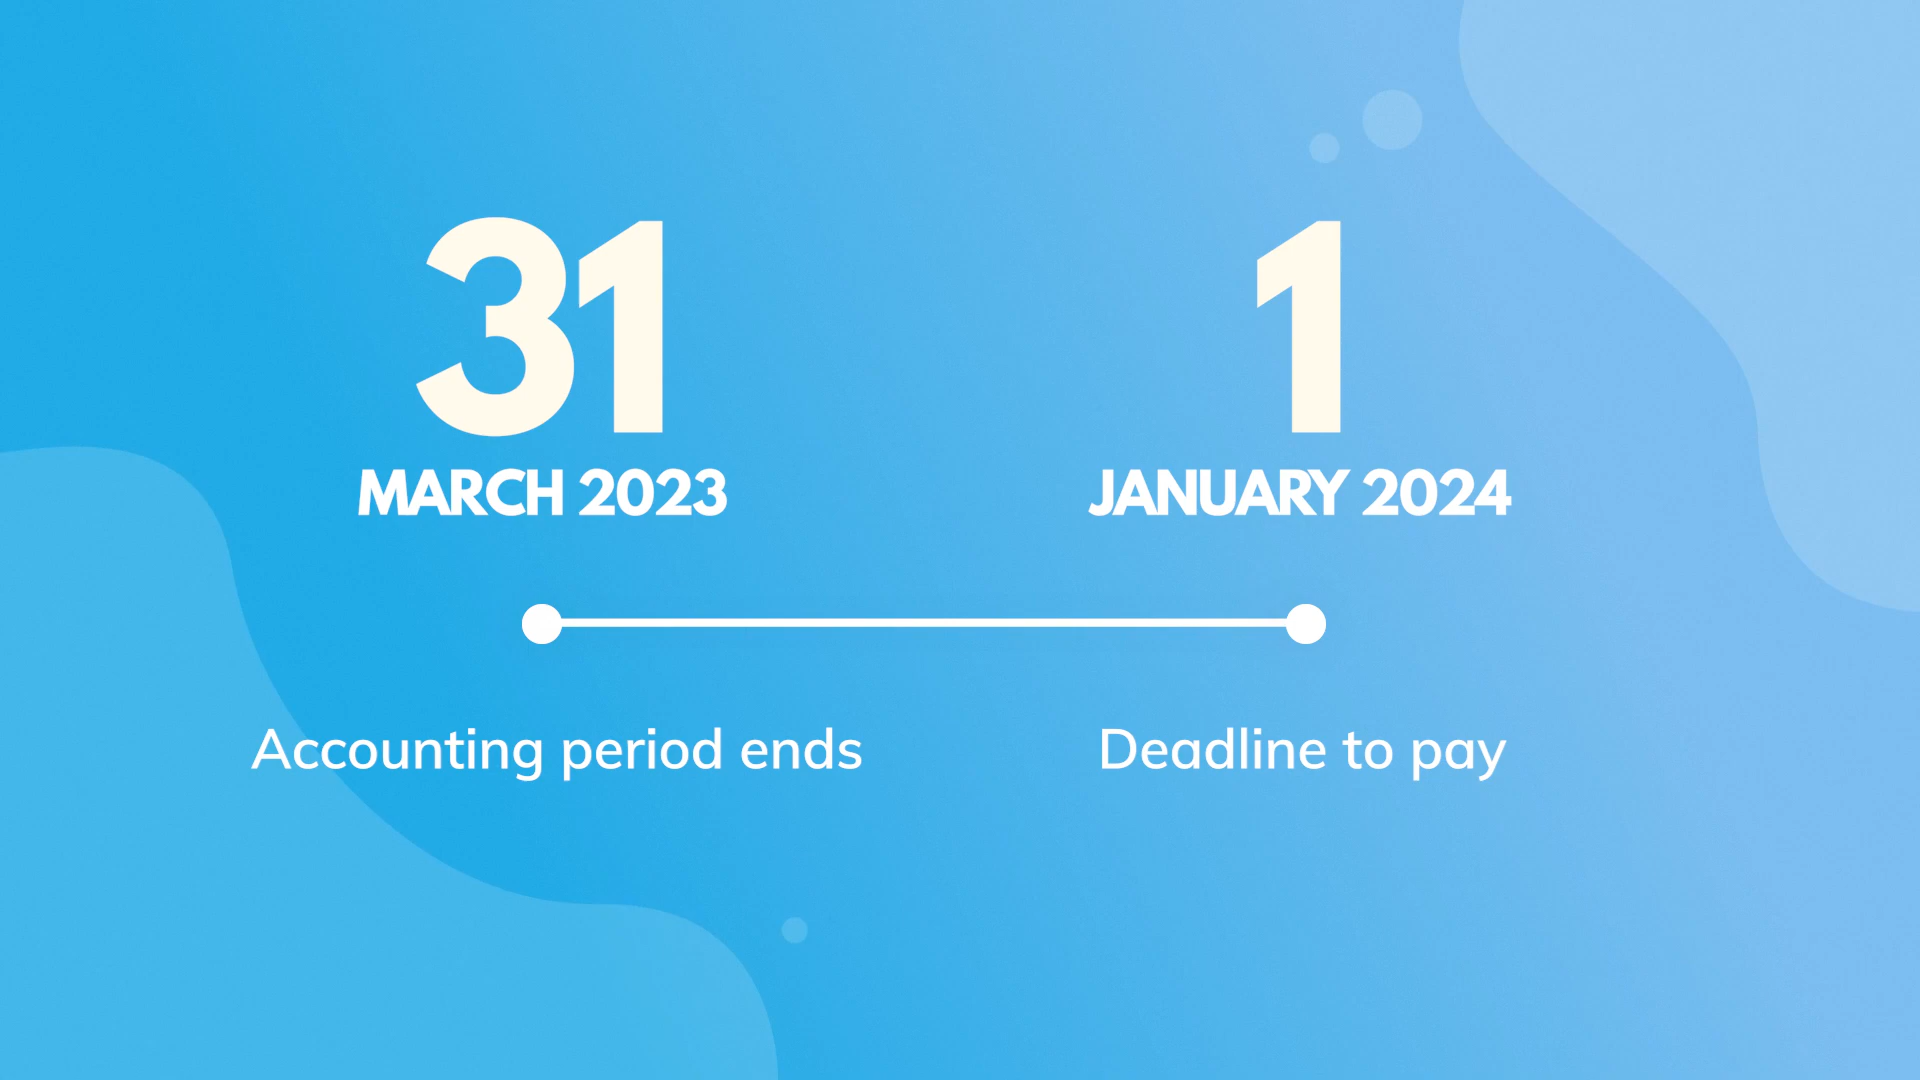 31
MARCH 2023
Accounting period ends
1
JANUARY 2024
Deadline to pay